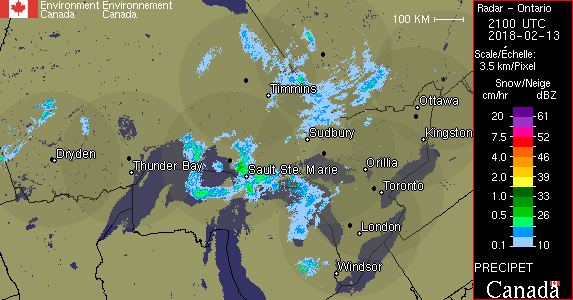 Environment Environnement
Canada Canada
100 KM
Timmins
Ottawa
Sudbury
Kingston
Dryden
Thunder Bay
Sault Ste. Marie
Orillia
Toronto
London
Windsor
Radar - Ontario
2100 UTC
2018-02-13
Scale/Échelle:
3.5 km/Pixel
Snow/Neige
cm/hr dBZ
20 61
7.5 52
4.0 46
2.0 39
1.0 33
0.5 26
0.1 10
PRECIPET
Canada